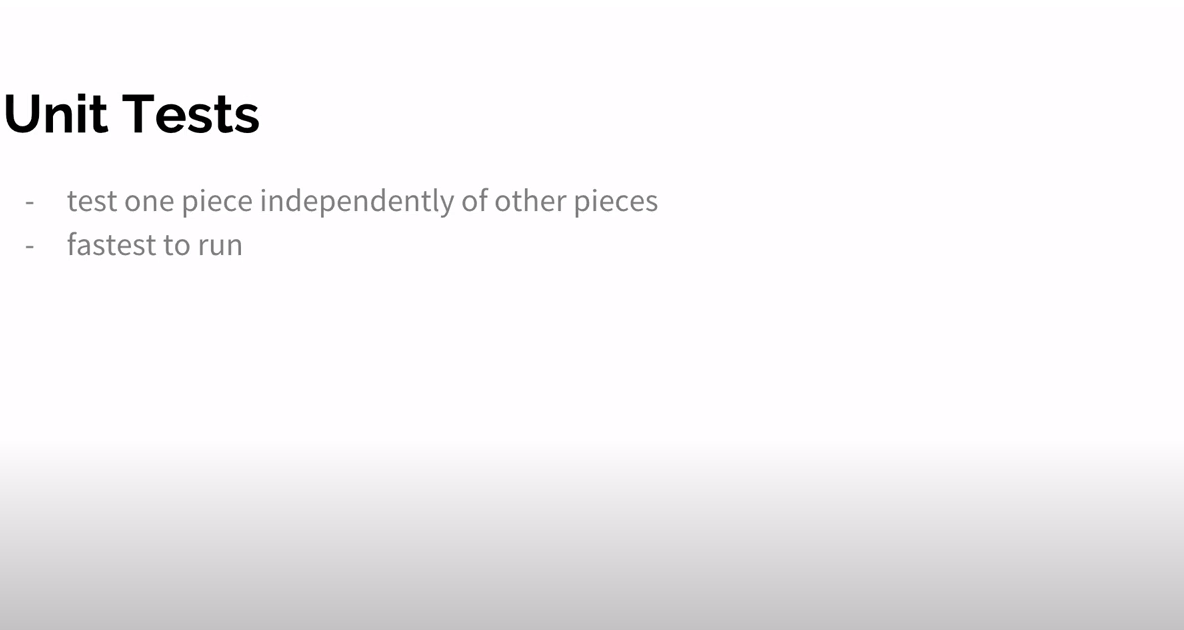 Unit Tests
- test one piece independently of other pieces
- fastest to run